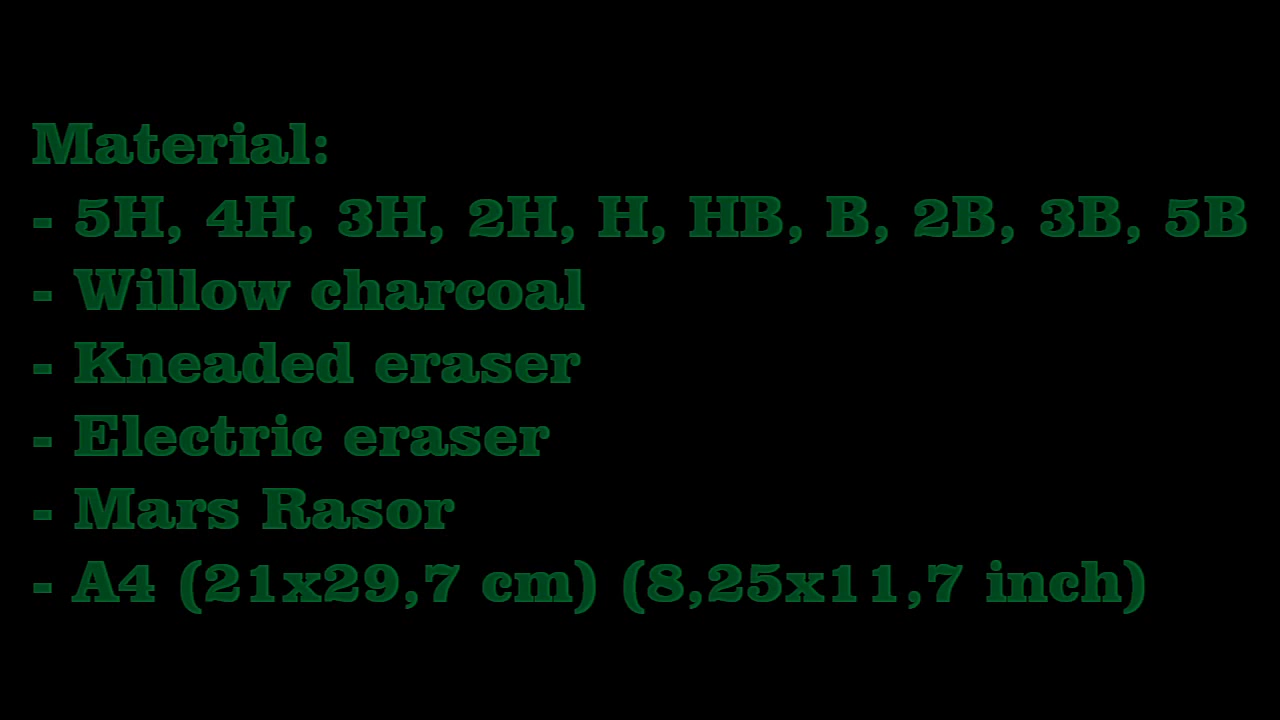 Material:
- 5H, 4H, 3H, 2H, H, HB, B, 2B, 3B, 5B
- Willow charcoal
- Kneaded eraser
- Electric eraser
- Mars Rasor
- A4 (21x29,7 cm) (8,25x11,7 inch)